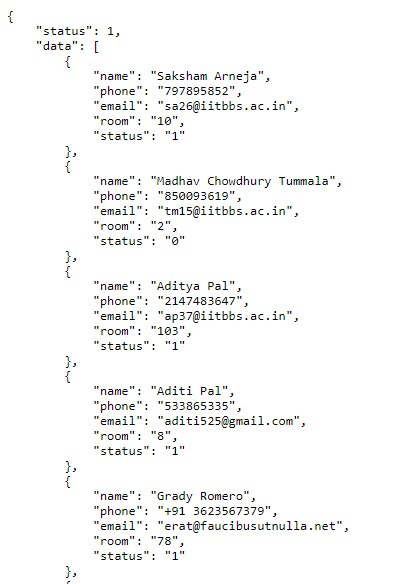 {
    "status": 1,
    "data": [
        {
            "name": "Saksham Arneja",
            "phone": "797895852",
            "email": "sa26@iitbbs.ac.in",
            "room": "10",
            "status": "1"
        },
        {
            "name": "Madhav Chowdhury Tummala",
            "phone": "850093619",
            "email": "tm15@iitbbs.ac.in",
            "room": "2",
            "status": "0"
        },
        {
            "name": "Aditya Pal",
            "phone": "2147483647",
            "email": "ap37@iitbbs.ac.in",
            "room": "103",
            "status": "1"
        },
        {
            "name": "Aditi Pal",
            "phone": "533865335",
            "email": "aditi525@gmail.com",
            "room": "8",
            "status": "1"
        },
        {
            "name": "Grady Romero",
            "phone": "+91 3623567379",
            "email": "erat@faucibusutnulla.net",
            "room": "78",
            "status": "1"
        },